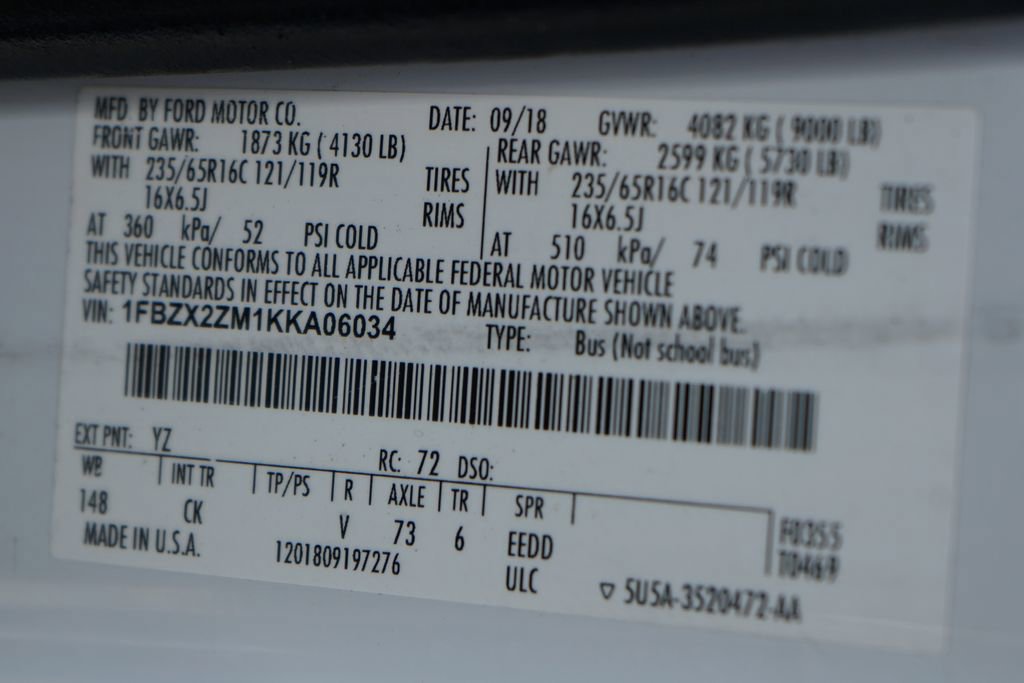 MFD. BY FORD MOTOR CO. DATE: 09/18 GVWR: 4082 KG ( 9000 LB)
FRONT GAWR: 1873 KG ( 4130 LB) REAR GAWR: 2599 KG ( 5730 LB)
WITH 235/65R16C 121/119R TIRES WITH 235/65R16C 121/119R TIRES
16X6.5J RIMS 16X6.5J RIMS
AT 360 kPa/ 52 PSI COLD AT 510 kPa/ 74 PSI COLD
THIS VEHICLE CONFORMS TO ALL APPLICABLE FEDERAL MOTOR VEHICLE
SAFETY STANDARDS IN EFFECT ON THE DATE OF MANUFACTURE SHOWN ABOVE.
VIN: 1FBZX2ZM1KKA06034 TYPE: Bus (Not school bus)
EXT PNT: YZ RC: 72 DSO:
WB INT TR TP/PS R AXLE TR SPR
148 CK V 73 6 EEDD F0355
MADE IN U.S.A. 1201809197276 ULC T0469
5U5A-3520472-AA